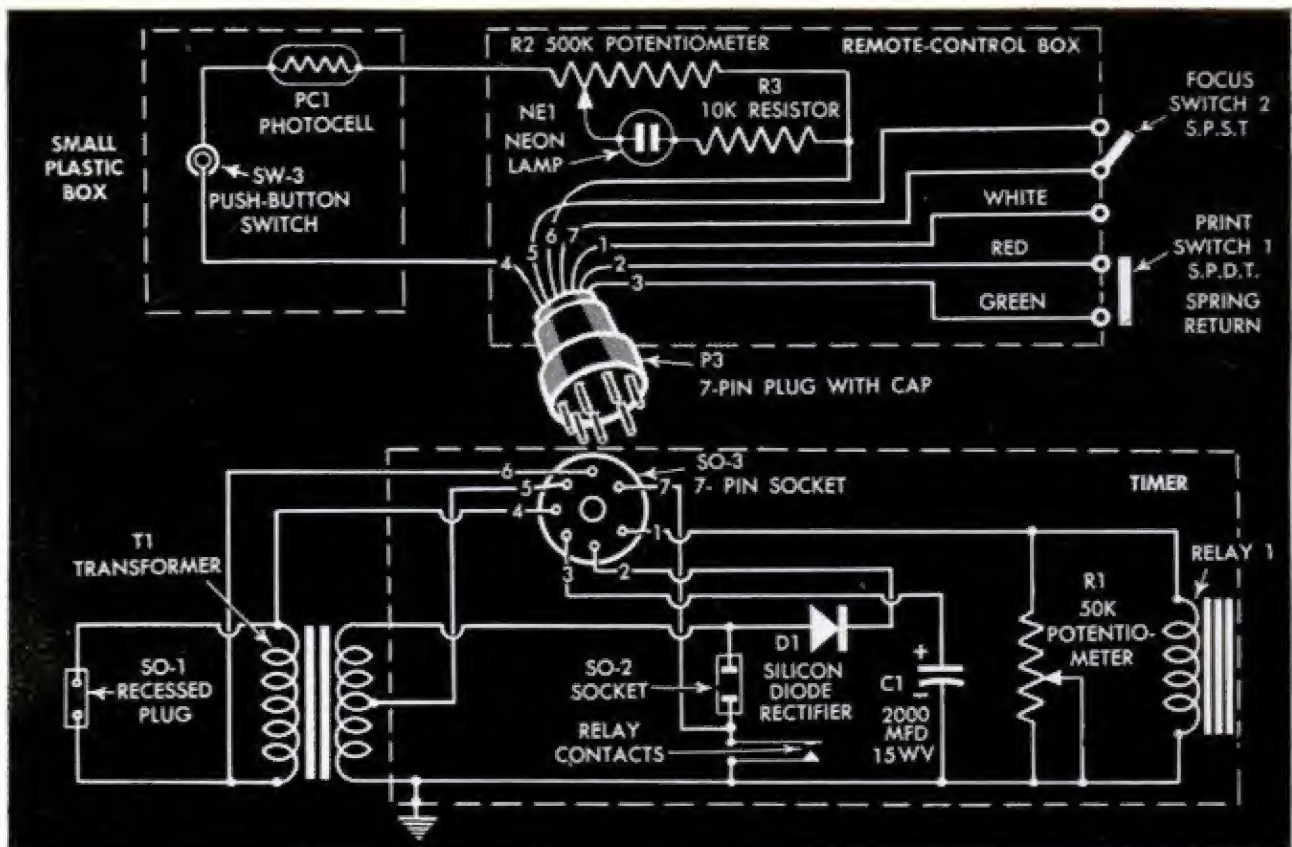 R2 500K POTENTIOMETER
REMOTE-CONTROL BOX
FOCUS
SWITCH 2
S.P.S.T
PC1
PHOTOCELL
NE1
NEON
LAMP
R3
10K RESISTOR
SMALL
PLASTIC
BOX
SW-3
PUSH-BUTTON
SWITCH
WHITE
RED
GREEN
PRINT
SWITCH 1
S.P.D.T.
SPRING
RETURN
4
5
6
7
1
2
3
P3
7-PIN PLUG WITH CAP
SO-3
7- PIN SOCKET
TIMER
6
5
4
7
1
3
2
T1
TRANSFORMER
RELAY 1
R1
50K
POTENTIO-
METER
SO-1
RECESSED
PLUG
SO-2
SOCKET
D1
SILICON
DIODE
RECTIFIER
+
C1
-
2000
MFD
15WV
RELAY
CONTACTS